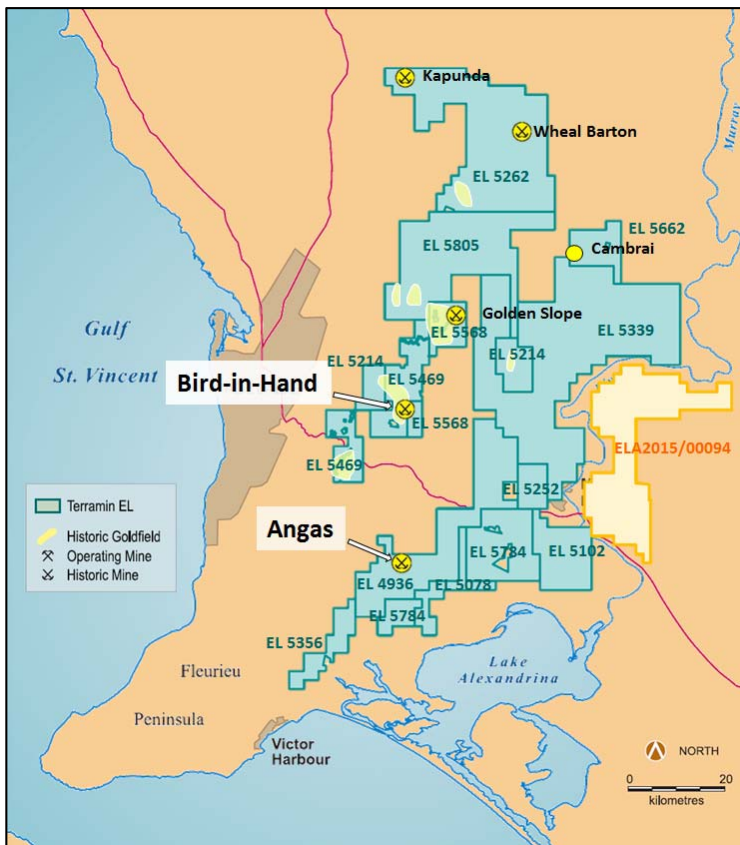 Kapunda
Wheal Barton
Murray
EL 5262
EL 5662
EL 5805
Cambrai
Golden Slope
EL 5568
EL 5339
Gulf
St. Vincent
EL 5214
EL 5214
Bird-in-Hand
EL 5469
EL 5568
ELA2015/00094
EL 5469
EL 5252
Terramin EL
Historic Goldfield
Operating Mine
Historic Mine
Angas
EL 5784
EL 5102
EL 4936
EL 5078
EL 5784
EL 5356
Fleurieu
Peninsula
Lake
Alexandrina
Victor
Harbour
NORTH
0 20
kilometres